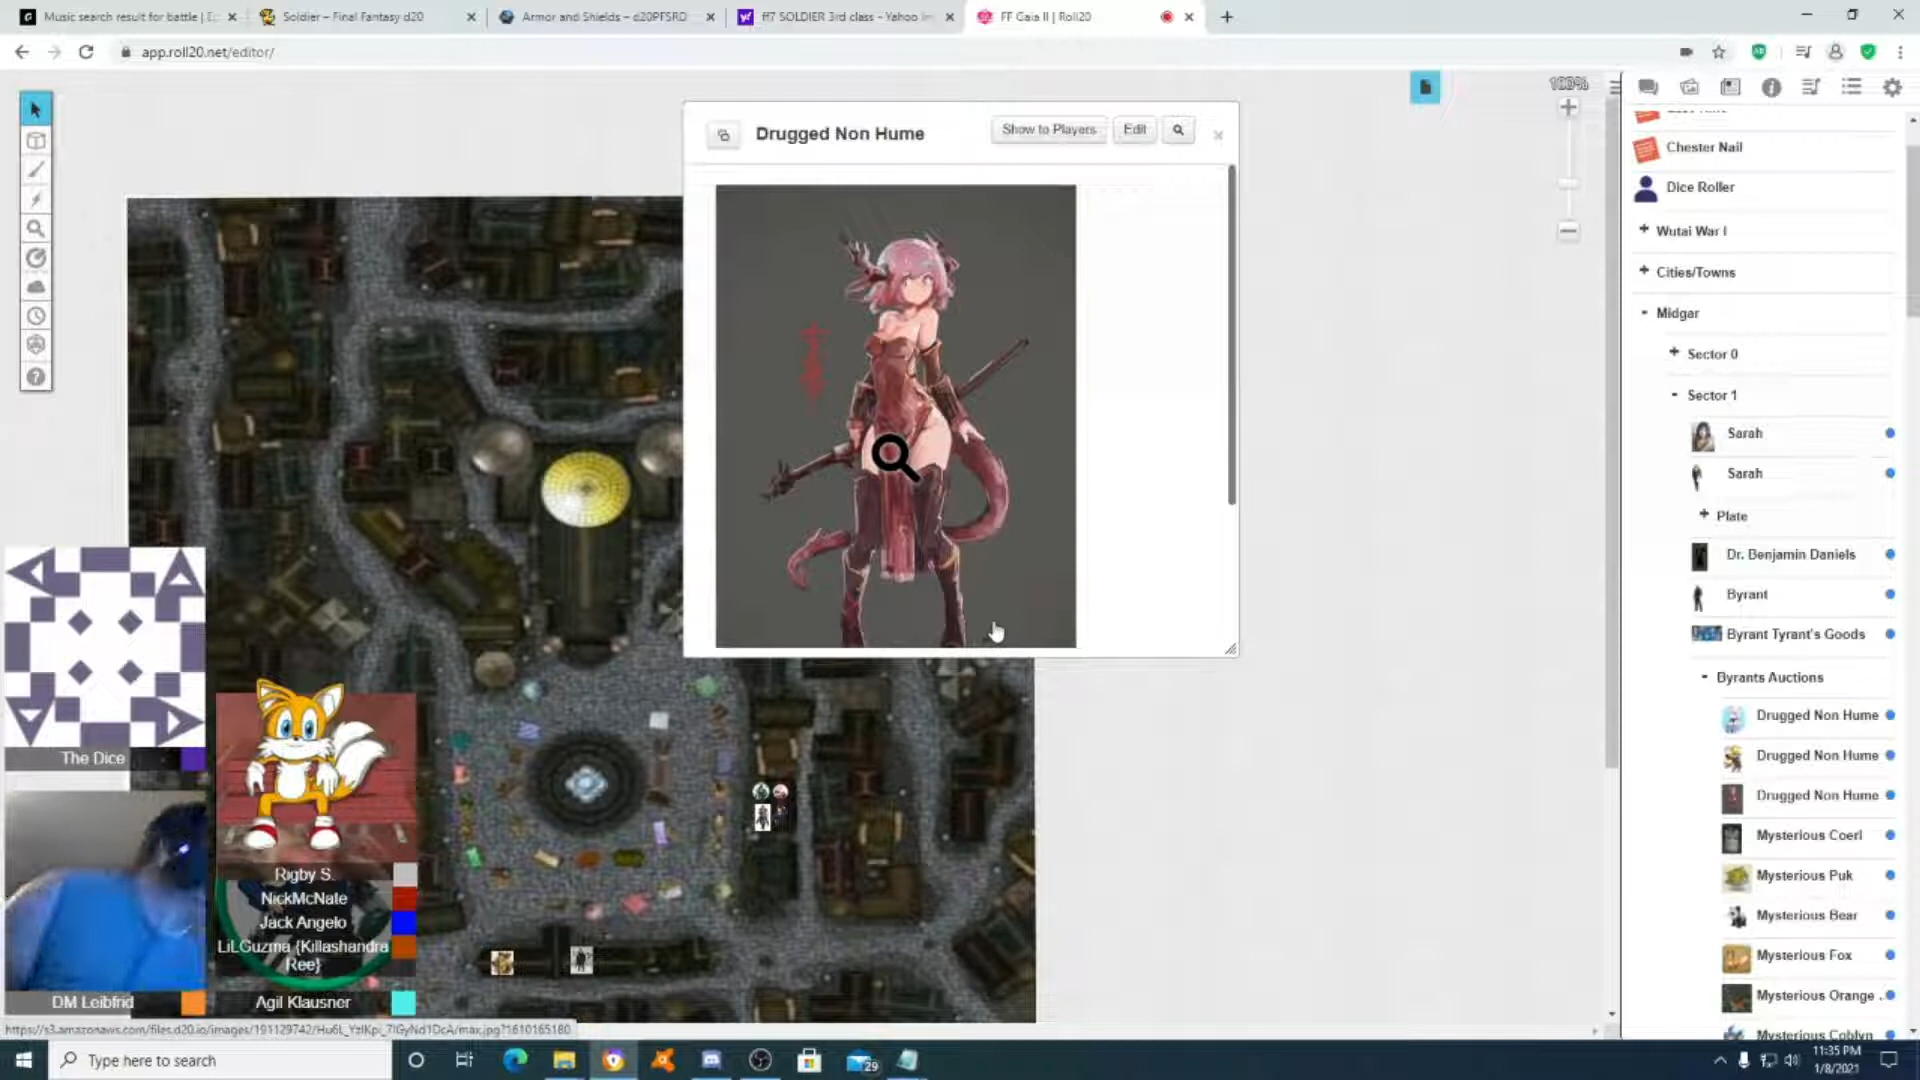 Music search result for battle | E
Soldier – Final Fantasy d20
Armor and Shields – d20PFSRD
ff7 SOLDIER 3rd class - Yahoo Im
FF Gaia II | Roll20
app.roll20.net/editor/
100%
Drugged Non Hume
Show to Players
Edit
Chester Nail
Dice Roller
Wutai War I
Cities/Towns
Midgar
Sector 0
Sector 1
Sarah
Sarah
Plate
Dr. Benjamin Daniels
Byrant
Byrant Tyrant's Goods
Byrants Auctions
Drugged Non Hume
Drugged Non Hume
Drugged Non Hume
Mysterious Coerl
Mysterious Puk
Mysterious Bear
Mysterious Fox
Mysterious Orange ..
Mysterious Coblyn
The Dice
Rigby S.
NickMcNate
Jack Angelo
LiLGuzma {Killashandra
Ree}
DM Leibfrid
Agil Klausner
Type here to search
29
11:35 PM
1/8/2021